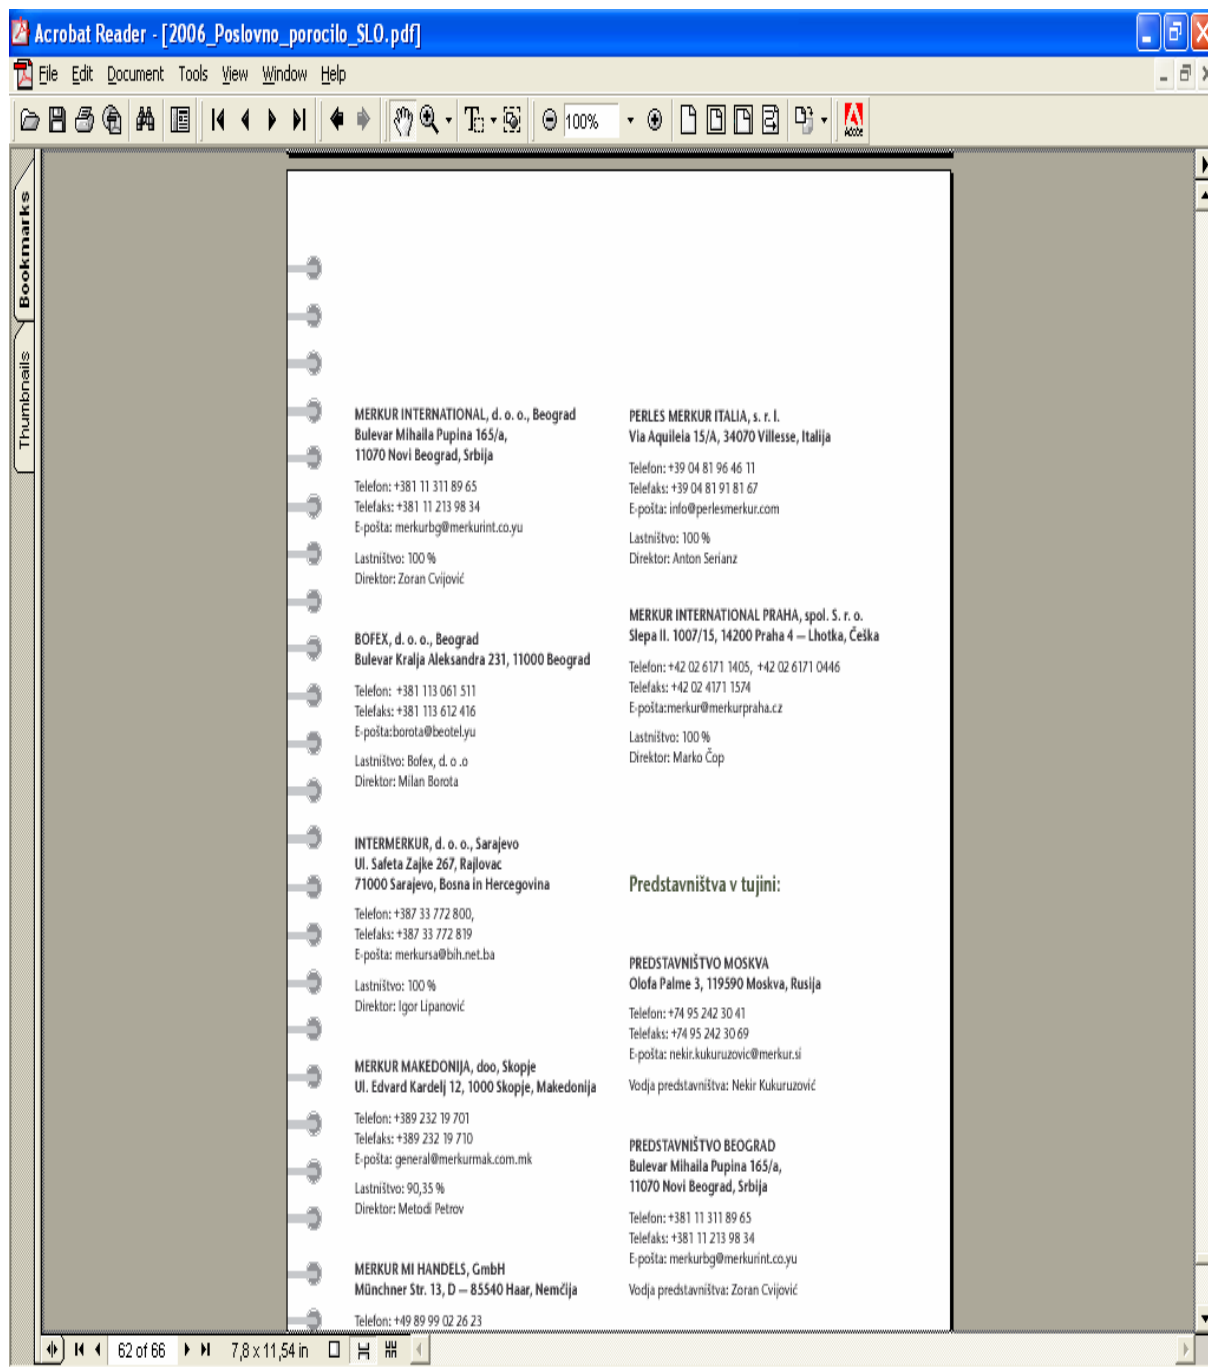 Acrobat Reader - [2006_Poslovno_porocilo_SLO.pdf]
File Edit Document Tools View Window Help
100%
Adobe
Bookmarks
Thumbnails
MERKUR INTERNATIONAL, d. o. o., Beograd
Bulevar Mihaila Pupina 165/a,
11070 Novi Beograd, Srbija
Telefon: +381 11 311 89 65
Telefaks: +381 11 213 98 34
E-pošta: merkurbg@merkurint.co.yu
Lastništvo: 100 %
Direktor: Zoran Cvijović
BOFEX, d. o. o., Beograd
Bulevar Kralja Aleksandra 231, 11000 Beograd
Telefon: +381 113 061 511
Telefaks: +381 113 612 416
E-pošta:borota@beotel.yu
Lastništvo: Bofex, d. o .o
Direktor: Milan Borota
INTERMERKUR, d. o. o., Sarajevo
Ul. Safeta Zajke 267, Rajlovac
71000 Sarajevo, Bosna in Hercegovina
Telefon: +387 33 772 800,
Telefaks: +387 33 772 819
E-pošta: merkursa@bih.net.ba
Lastništvo: 100 %
Direktor: Igor Lipanović
MERKUR MAKEDONIJA, doo, Skopje
Ul. Edvard Kardelj 12, 1000 Skopje, Makedonija
Telefon: +389 232 19 701
Telefaks: +389 232 19 710
E-pošta: general@merkurmak.com.mk
Lastništvo: 90,35 %
Direktor: Metodi Petrov
MERKUR MI HANDELS, GmbH
Münchner Str. 13, D – 85540 Haar, Nemčija
Telefon: +49 89 99 02 26 23
PERLES MERKUR ITALIA, s. r. l.
Via Aquileia 15/A, 34070 Villesse, Italija
Telefon: +39 04 81 96 46 11
Telefaks: +39 04 81 91 81 67
E-pošta: info@perlesmerkur.com
Lastništvo: 100 %
Direktor: Anton Serianz
MERKUR INTERNATIONAL PRAHA, spol. S. r. o.
Slepa II. 1007/15, 14200 Praha 4 – Lhotka, Češka
Telefon: +42 02 6171 1405, +42 02 6171 0446
Telefaks: +42 02 4171 1574
E-pošta:merkur@merkurpraha.cz
Lastništvo: 100 %
Direktor: Marko Čop
Predstavništva v tujini:
PREDSTAVNIŠTVO MOSKVA
Olofa Palme 3, 119590 Moskva, Rusija
Telefon: +74 95 242 30 41
Telefaks: +74 95 242 30 69
E-pošta: nekir.kukuruzovic@merkur.si
Vodja predstavništva: Nekir Kukuruzović
PREDSTAVNIŠTVO BEOGRAD
Bulevar Mihaila Pupina 165/a,
11070 Novi Beograd, Srbija
Telefon: +381 11 311 89 65
Telefaks: +381 11 213 98 34
E-pošta: merkurbg@merkurint.co.yu
Vodja predstavništva: Zoran Cvijović
62 of 66
7,8 x 11,54 in